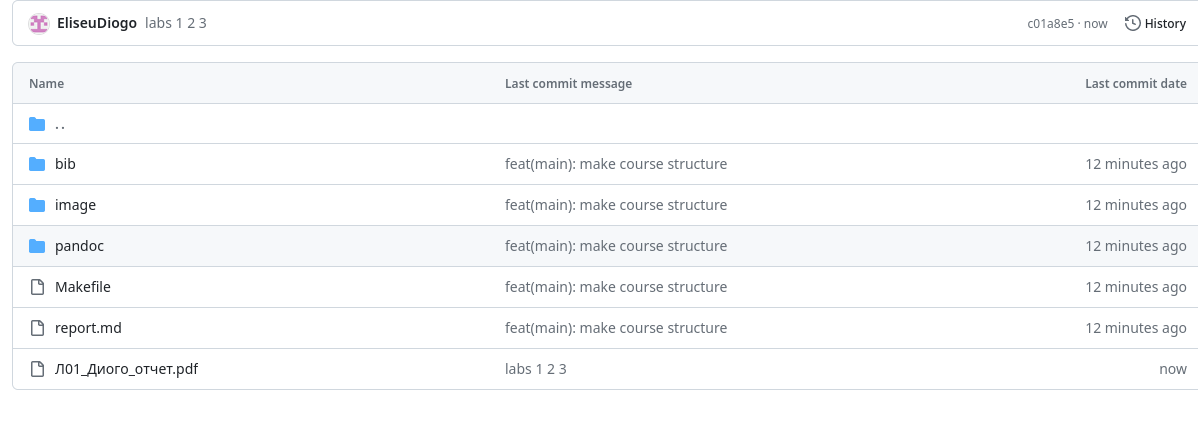 EliseuDiogo labs 1 2 3 c01a8e5 · now History
Name Last commit message Last commit date
..
bib feat(main): make course structure 12 minutes ago
image feat(main): make course structure 12 minutes ago
pandoc feat(main): make course structure 12 minutes ago
Makefile feat(main): make course structure 12 minutes ago
report.md feat(main): make course structure 12 minutes ago
Л01_Диого_отчет.pdf labs 1 2 3 now